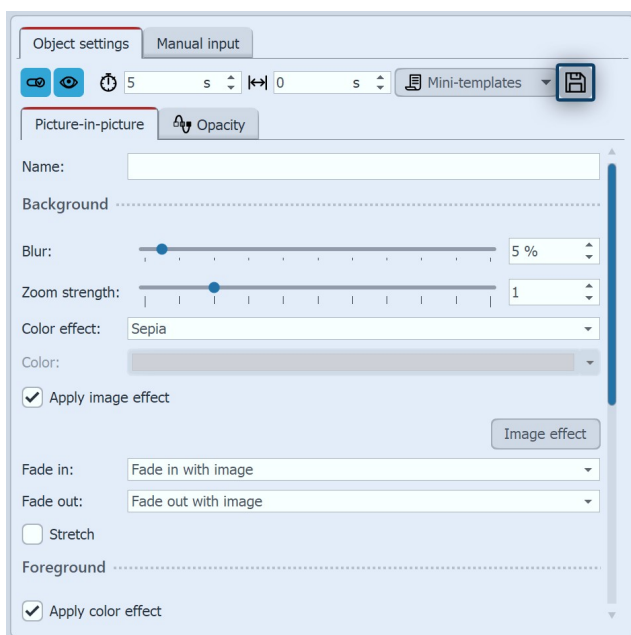 Object settings Manual input
5 s 0 s Mini-templates
Picture-in-picture Opacity
Name:
Background
Blur: 5 %
Zoom strength: 1
Color effect: Sepia
Color:
Apply image effect
Image effect
Fade in: Fade in with image
Fade out: Fade out with image
Stretch
Foreground
Apply color effect